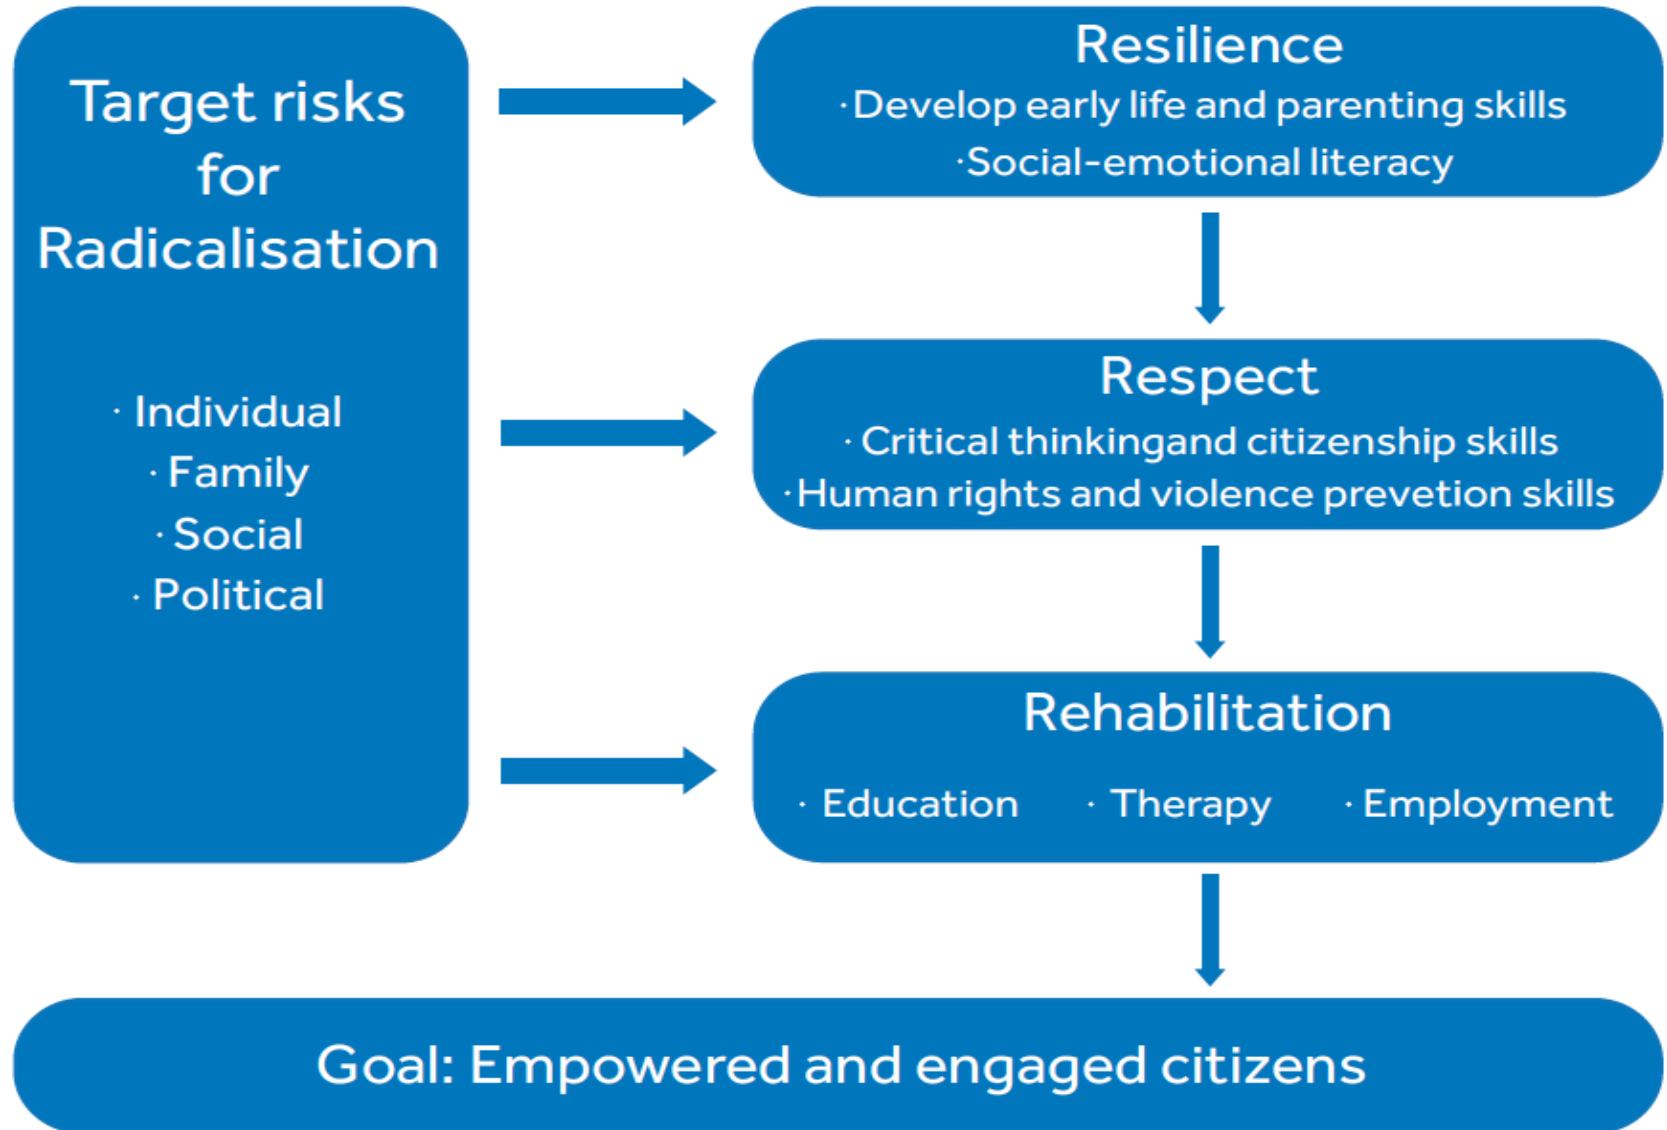 Target risks
for
Radicalisation
· Individual
· Family
· Social
· Political
Resilience
·Develop early life and parenting skills
·Social-emotional literacy
Respect
· Critical thinkingand citizenship skills
·Human rights and violence prevetion skills
Rehabilitation
· Education · Therapy · Employment
Goal: Empowered and engaged citizens